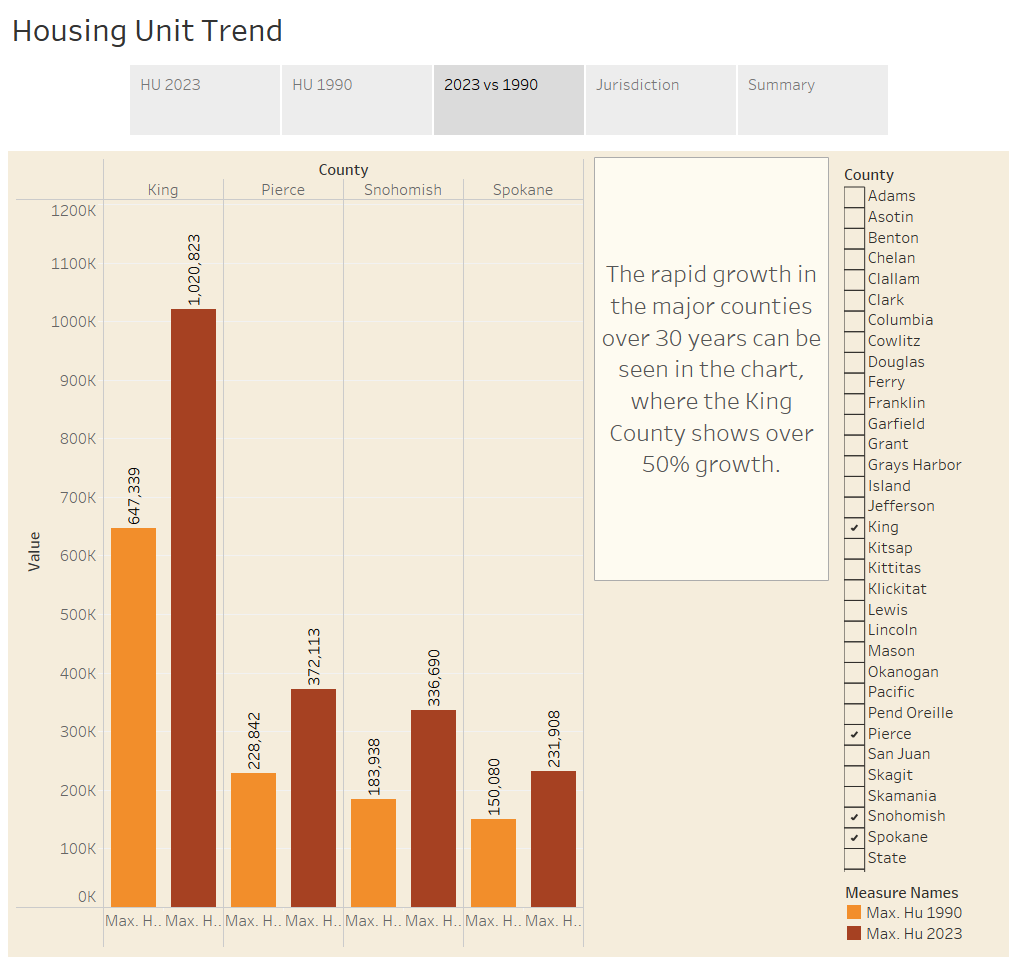 Housing Unit Trend
HU 2023
HU 1990
2023 vs 1990
Jurisdiction
Summary
County
King
Pierce
Snohomish
Spokane
1200K
1100K
1000K
900K
800K
700K
600K
500K
400K
300K
200K
100K
0K
Value
647,339
1,020,823
228,842
372,113
183,938
336,690
150,080
231,908
Max. H..
Max. H..
Max. H..
Max. H..
Max. H..
Max. H..
Max. H..
Max. H..
The rapid growth in
the major counties
over 30 years can be
seen in the chart,
where the King
County shows over
50% growth.
County
Adams
Asotin
Benton
Chelan
Clallam
Clark
Columbia
Cowlitz
Douglas
Ferry
Franklin
Garfield
Grant
Grays Harbor
Island
Jefferson
King
Kitsap
Kittitas
Klickitat
Lewis
Lincoln
Mason
Okanogan
Pacific
Pend Oreille
Pierce
San Juan
Skagit
Skamania
Snohomish
Spokane
State
Measure Names
Max. Hu 1990
Max. Hu 2023